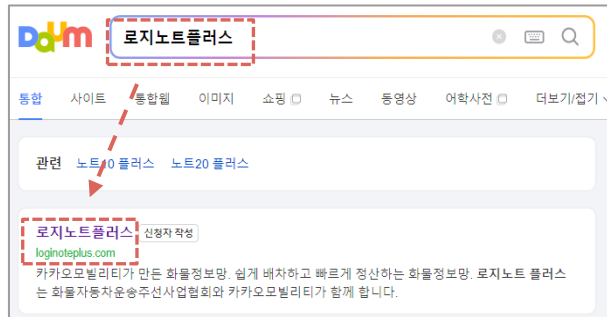 Daum 로지노트플러스
통합 사이트 통합웹 이미지 쇼핑 뉴스 동영상 어학사전 더보기/접기
관련 노트10 플러스 노트20 플러스
로지노트플러스 신청자 작성
loginoteplus.com
카카오모빌리티가 만든 화물정보망. 쉽게 배차하고 빠르게 정산하는 화물정보망. 로지노트 플러스
는 화물자동차운송주선사업협회와 카카오모빌리티가 함께 합니다.